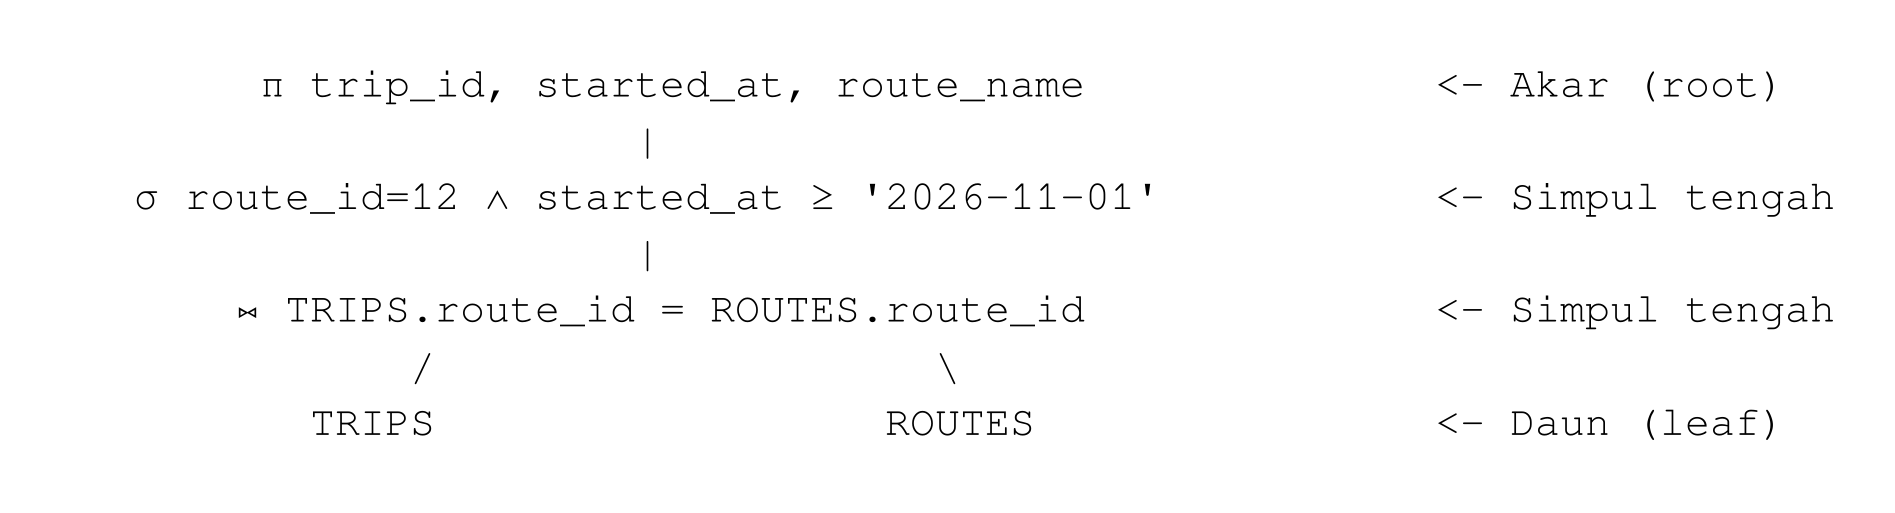 π trip_id, started_at, route_name <- Akar (root)
|
σ route_id=12 ∧ started_at ≥ '2026-11-01' <- Simpul tengah
|
⋈ TRIPS.route_id = ROUTES.route_id <- Simpul tengah
/ \
TRIPS ROUTES <- Daun (leaf)